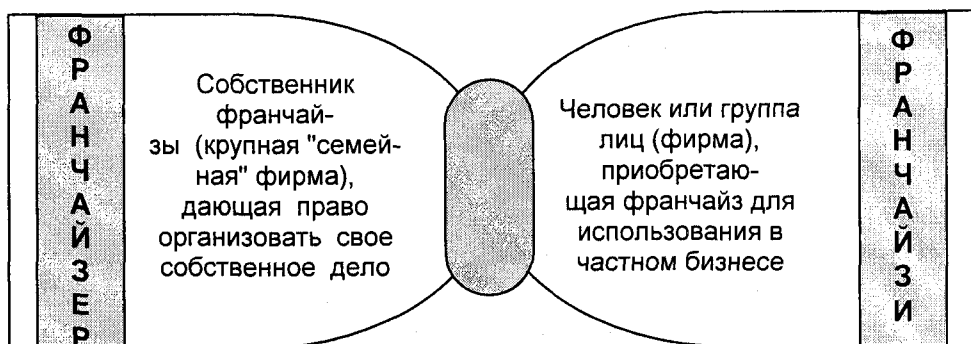 ФРАНЧАЙЗЕР
Собственник
франчай-
зы (крупная "семей-
ная" фирма),
дающая право
организовать свое
собственное дело
Человек или группа
лиц (фирма),
приобретаю-
щая франчайз для
использования в
частном бизнесе
ФРАНЧАЙЗИ